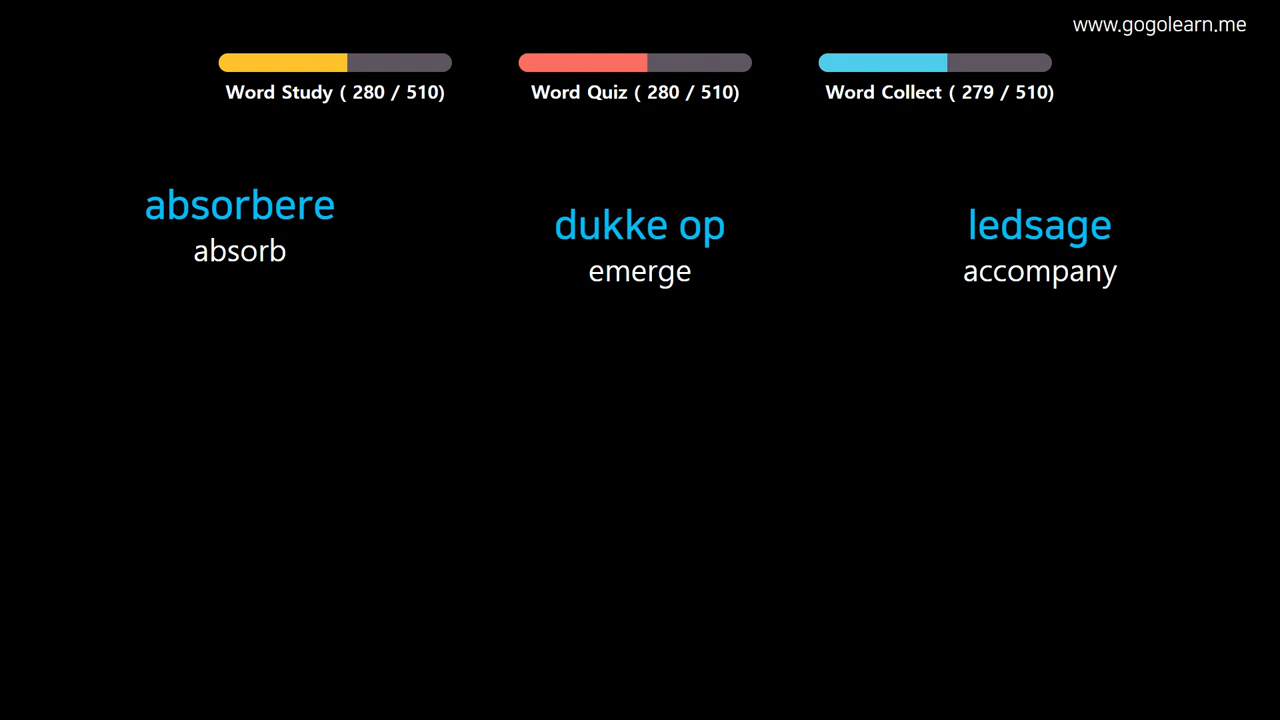 www.gogolearn.me
Word Study ( 280 / 510)
Word Quiz ( 280 / 510)
Word Collect ( 279 / 510)
absorbere
absorb
dukke op
emerge
ledsage
accompany